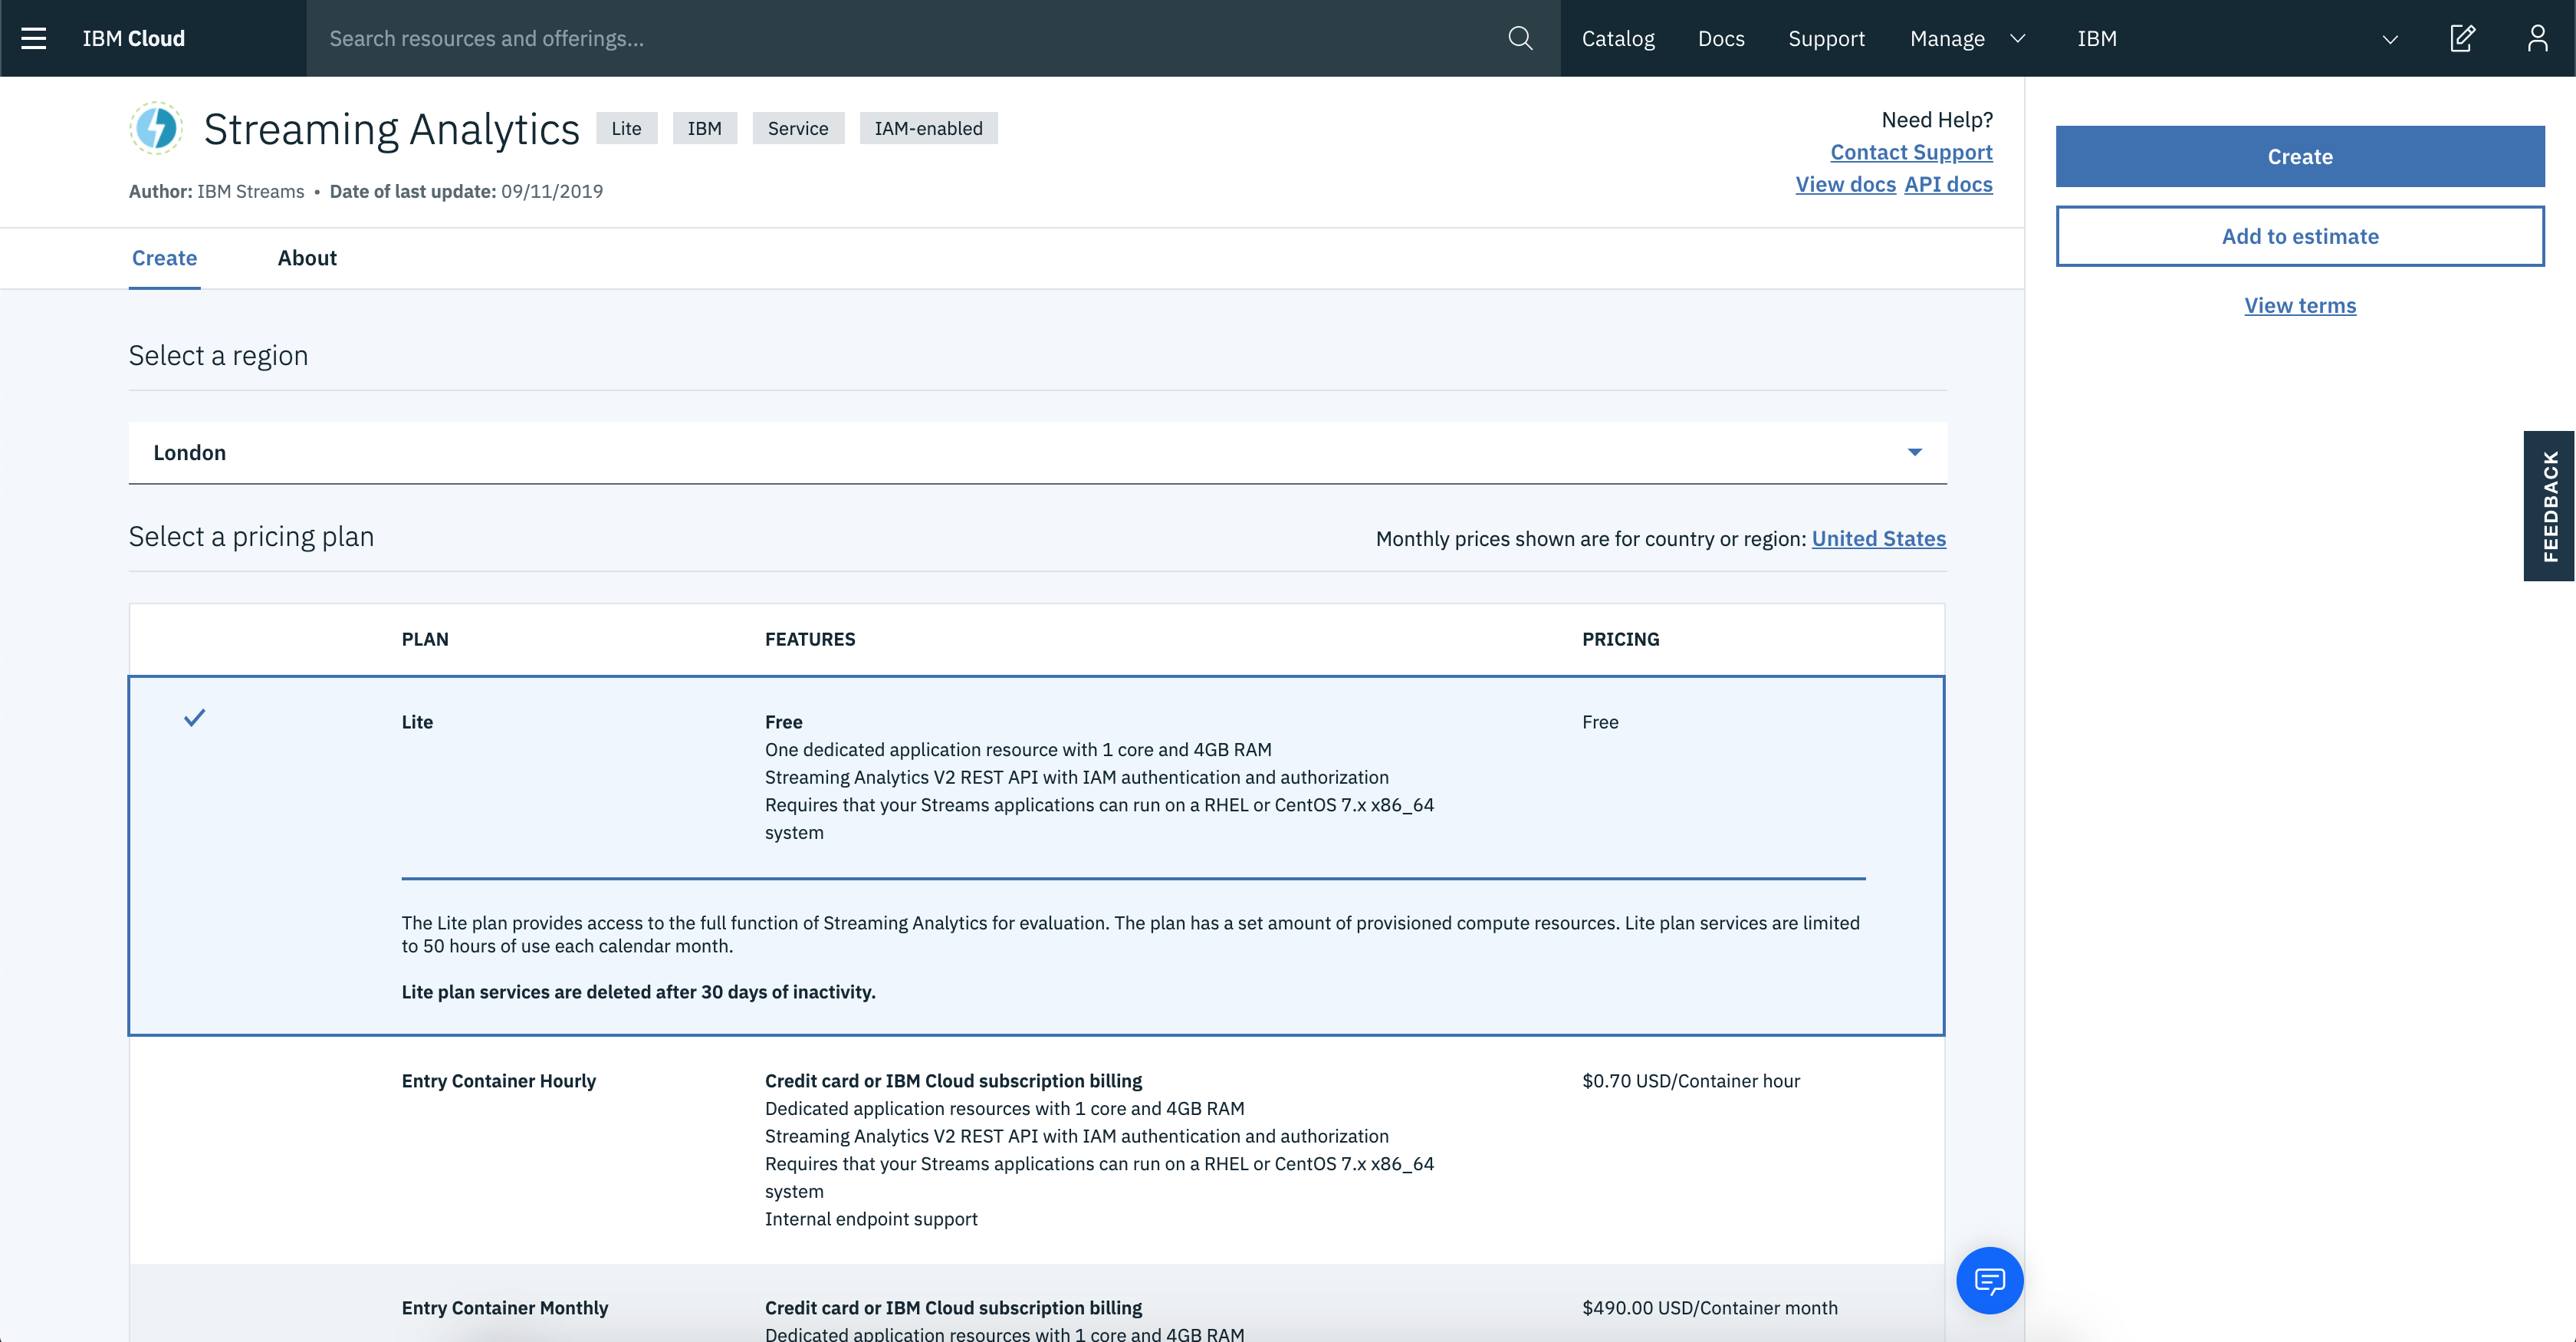 IBM Cloud
Search resources and offerings...
Catalog Docs Support Manage IBM
Streaming Analytics Lite IBM Service IAM-enabled
Author: IBM Streams • Date of last update: 09/11/2019
Need Help?
Contact Support
View docs API docs
Create
Add to estimate
View terms
Create About
Select a region
London
Select a pricing plan
Monthly prices shown are for country or region: United States
PLAN FEATURES PRICING
Lite Free Free
One dedicated application resource with 1 core and 4GB RAM
Streaming Analytics V2 REST API with IAM authentication and authorization
Requires that your Streams applications can run on a RHEL or CentOS 7.x x86_64
system
The Lite plan provides access to the full function of Streaming Analytics for evaluation. The plan has a set amount of provisioned compute resources. Lite plan services are limited
to 50 hours of use each calendar month.
Lite plan services are deleted after 30 days of inactivity.
Entry Container Hourly Credit card or IBM Cloud subscription billing $0.70 USD/Container hour
Dedicated application resources with 1 core and 4GB RAM
Streaming Analytics V2 REST API with IAM authentication and authorization
Requires that your Streams applications can run on a RHEL or CentOS 7.x x86_64
system
Internal endpoint support
Entry Container Monthly Credit card or IBM Cloud subscription billing $490.00 USD/Container month
Dedicated application resources with 1 core and 4GB RAM
FEEDBACK